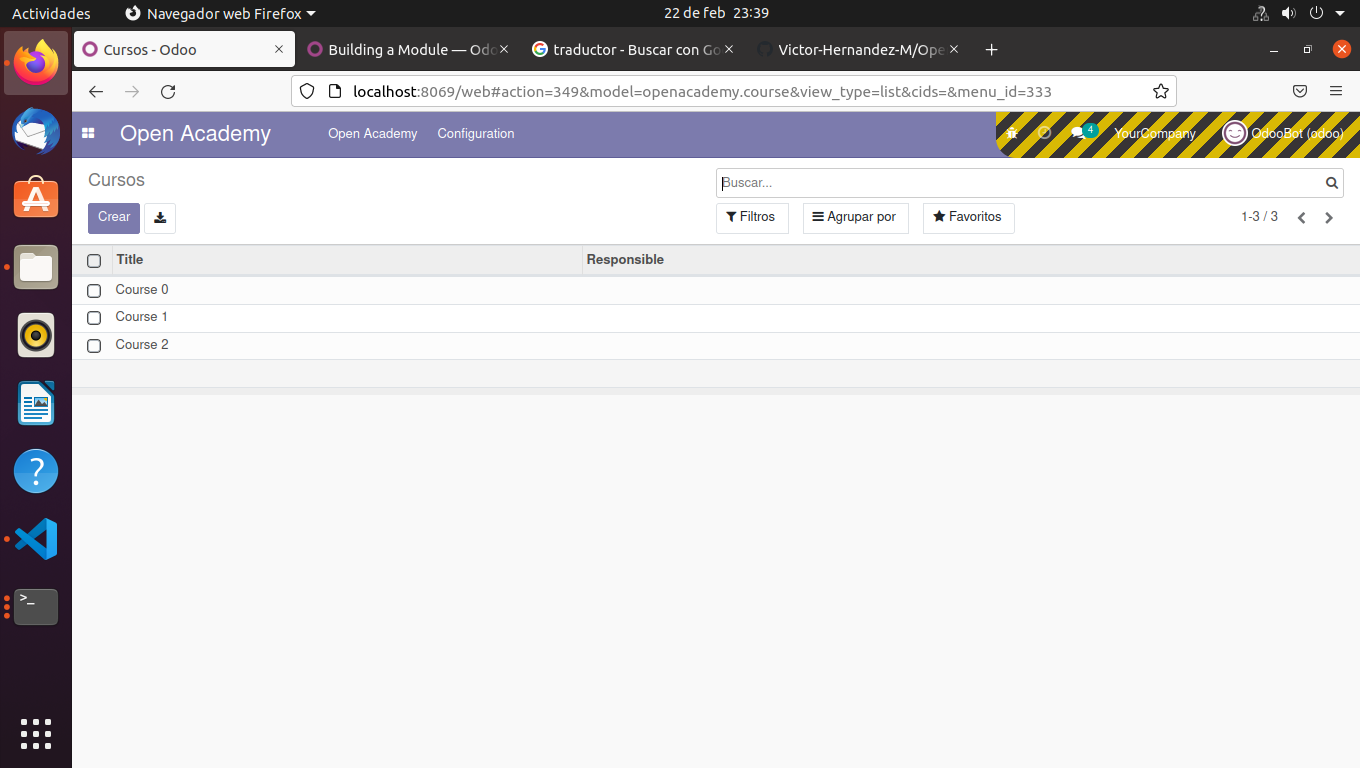 Actividades Navegador web Firefox 22 de feb 23:39
Cursos - Odoo Building a Module — Odo traductor - Buscar con Go Victor-Hernandez-M/Ope
localhost:8069/web#action=349&model=openacademy.course&view_type=list&cids=&menu_id=333
Open Academy Open Academy Configuration 4 YourCompany OdooBot (odoo)
Cursos Buscar...
Crear Filtros Agrupar por Favoritos 1-3 / 3
Title Responsible
Course 0
Course 1
Course 2